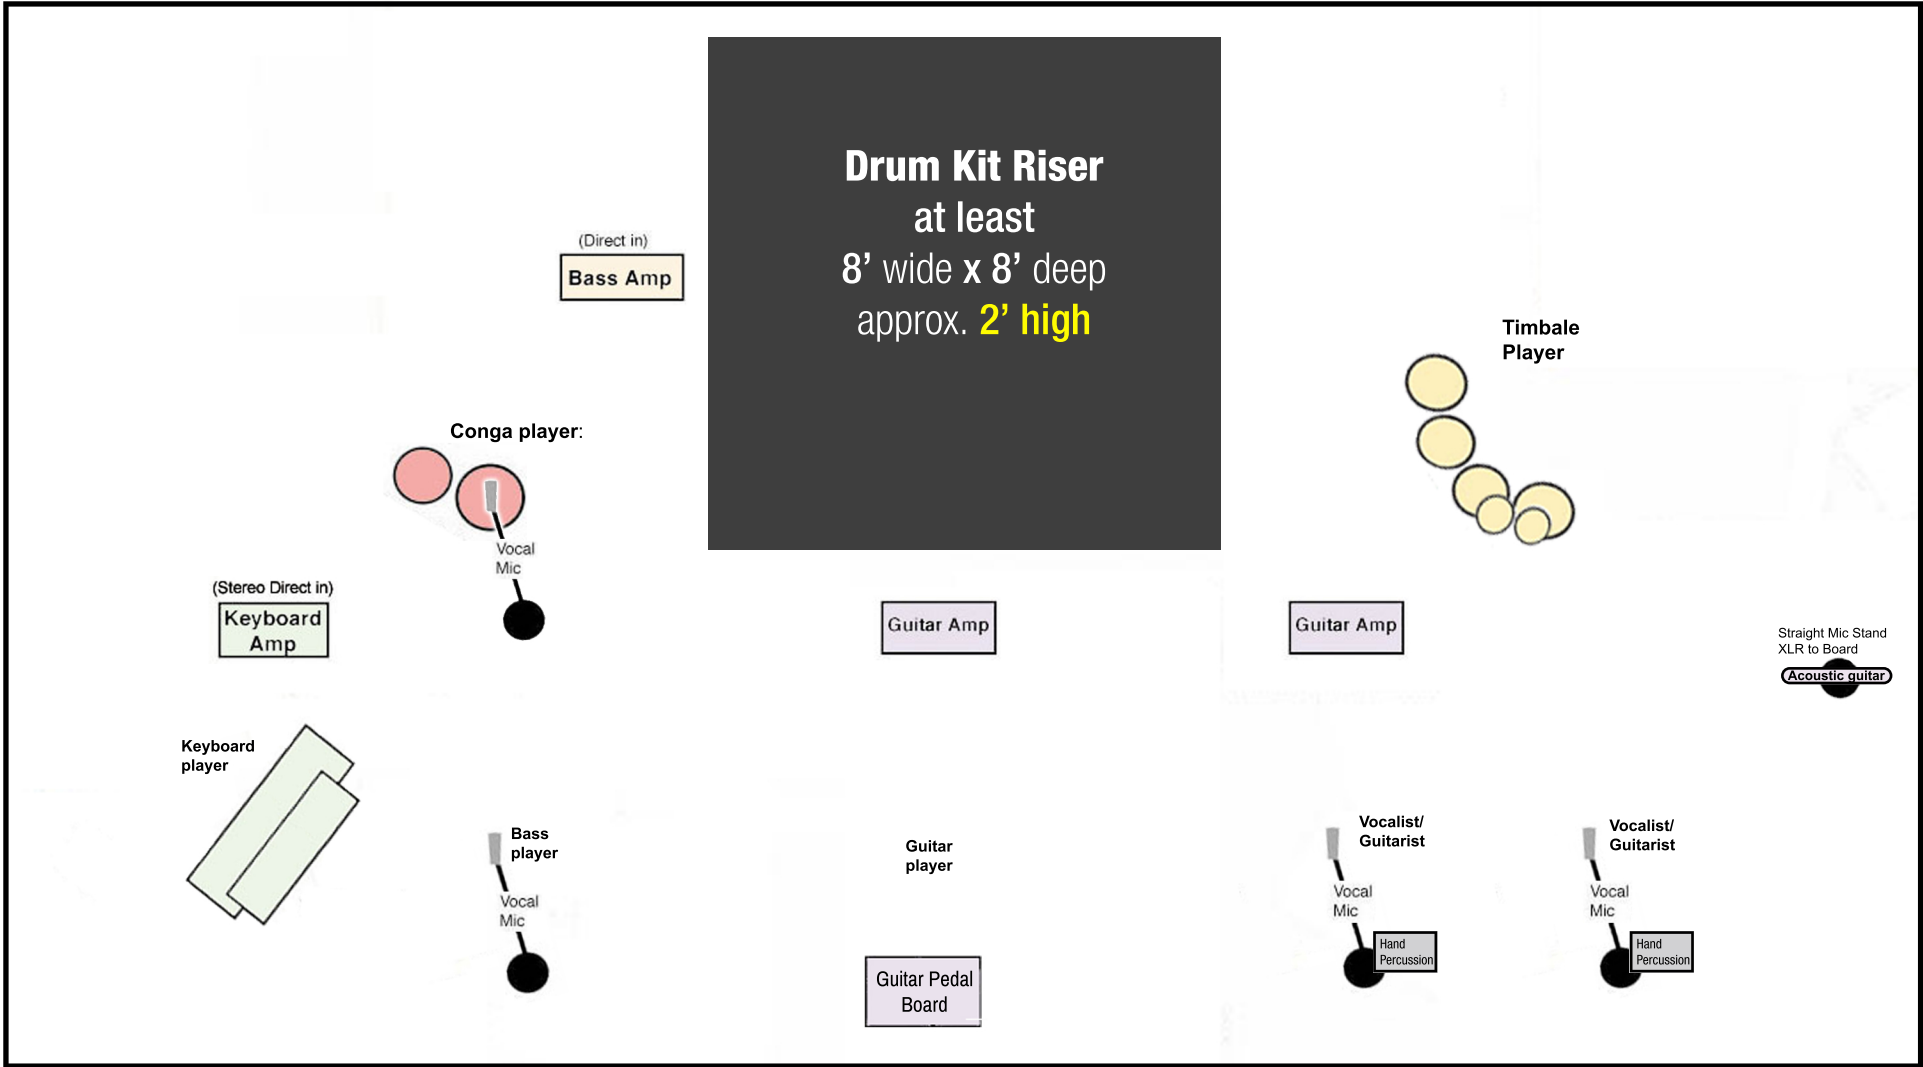 Drum Kit Riser
at least
8’ wide x 8’ deep
approx. 2’ high
(Direct in)
Bass Amp
Timbale
Player
Conga player:
Vocal
Mic
(Stereo Direct in)
Keyboard
Amp
Guitar Amp
Guitar Amp
Straight Mic Stand
XLR to Board
Acoustic guitar
Keyboard
player
Bass
player
Vocal
Mic
Guitar
player
Guitar Pedal
Board
Vocalist/
Guitarist
Vocal
Mic
Hand
Percussion
Vocalist/
Guitarist
Vocal
Mic
Hand
Percussion